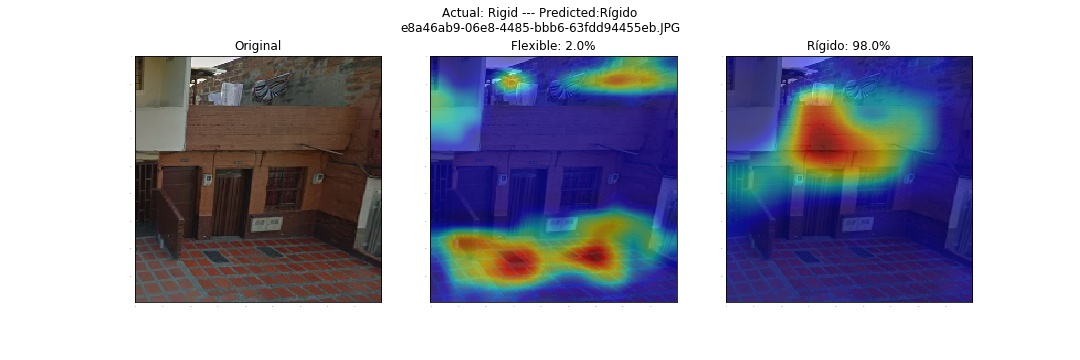 Actual: Rigid --- Predicted:Rígido
e8a46ab9-06e8-4485-bbb6-63fdd94455eb.JPG
Original
Flexible: 2.0%
Rígido: 98.0%